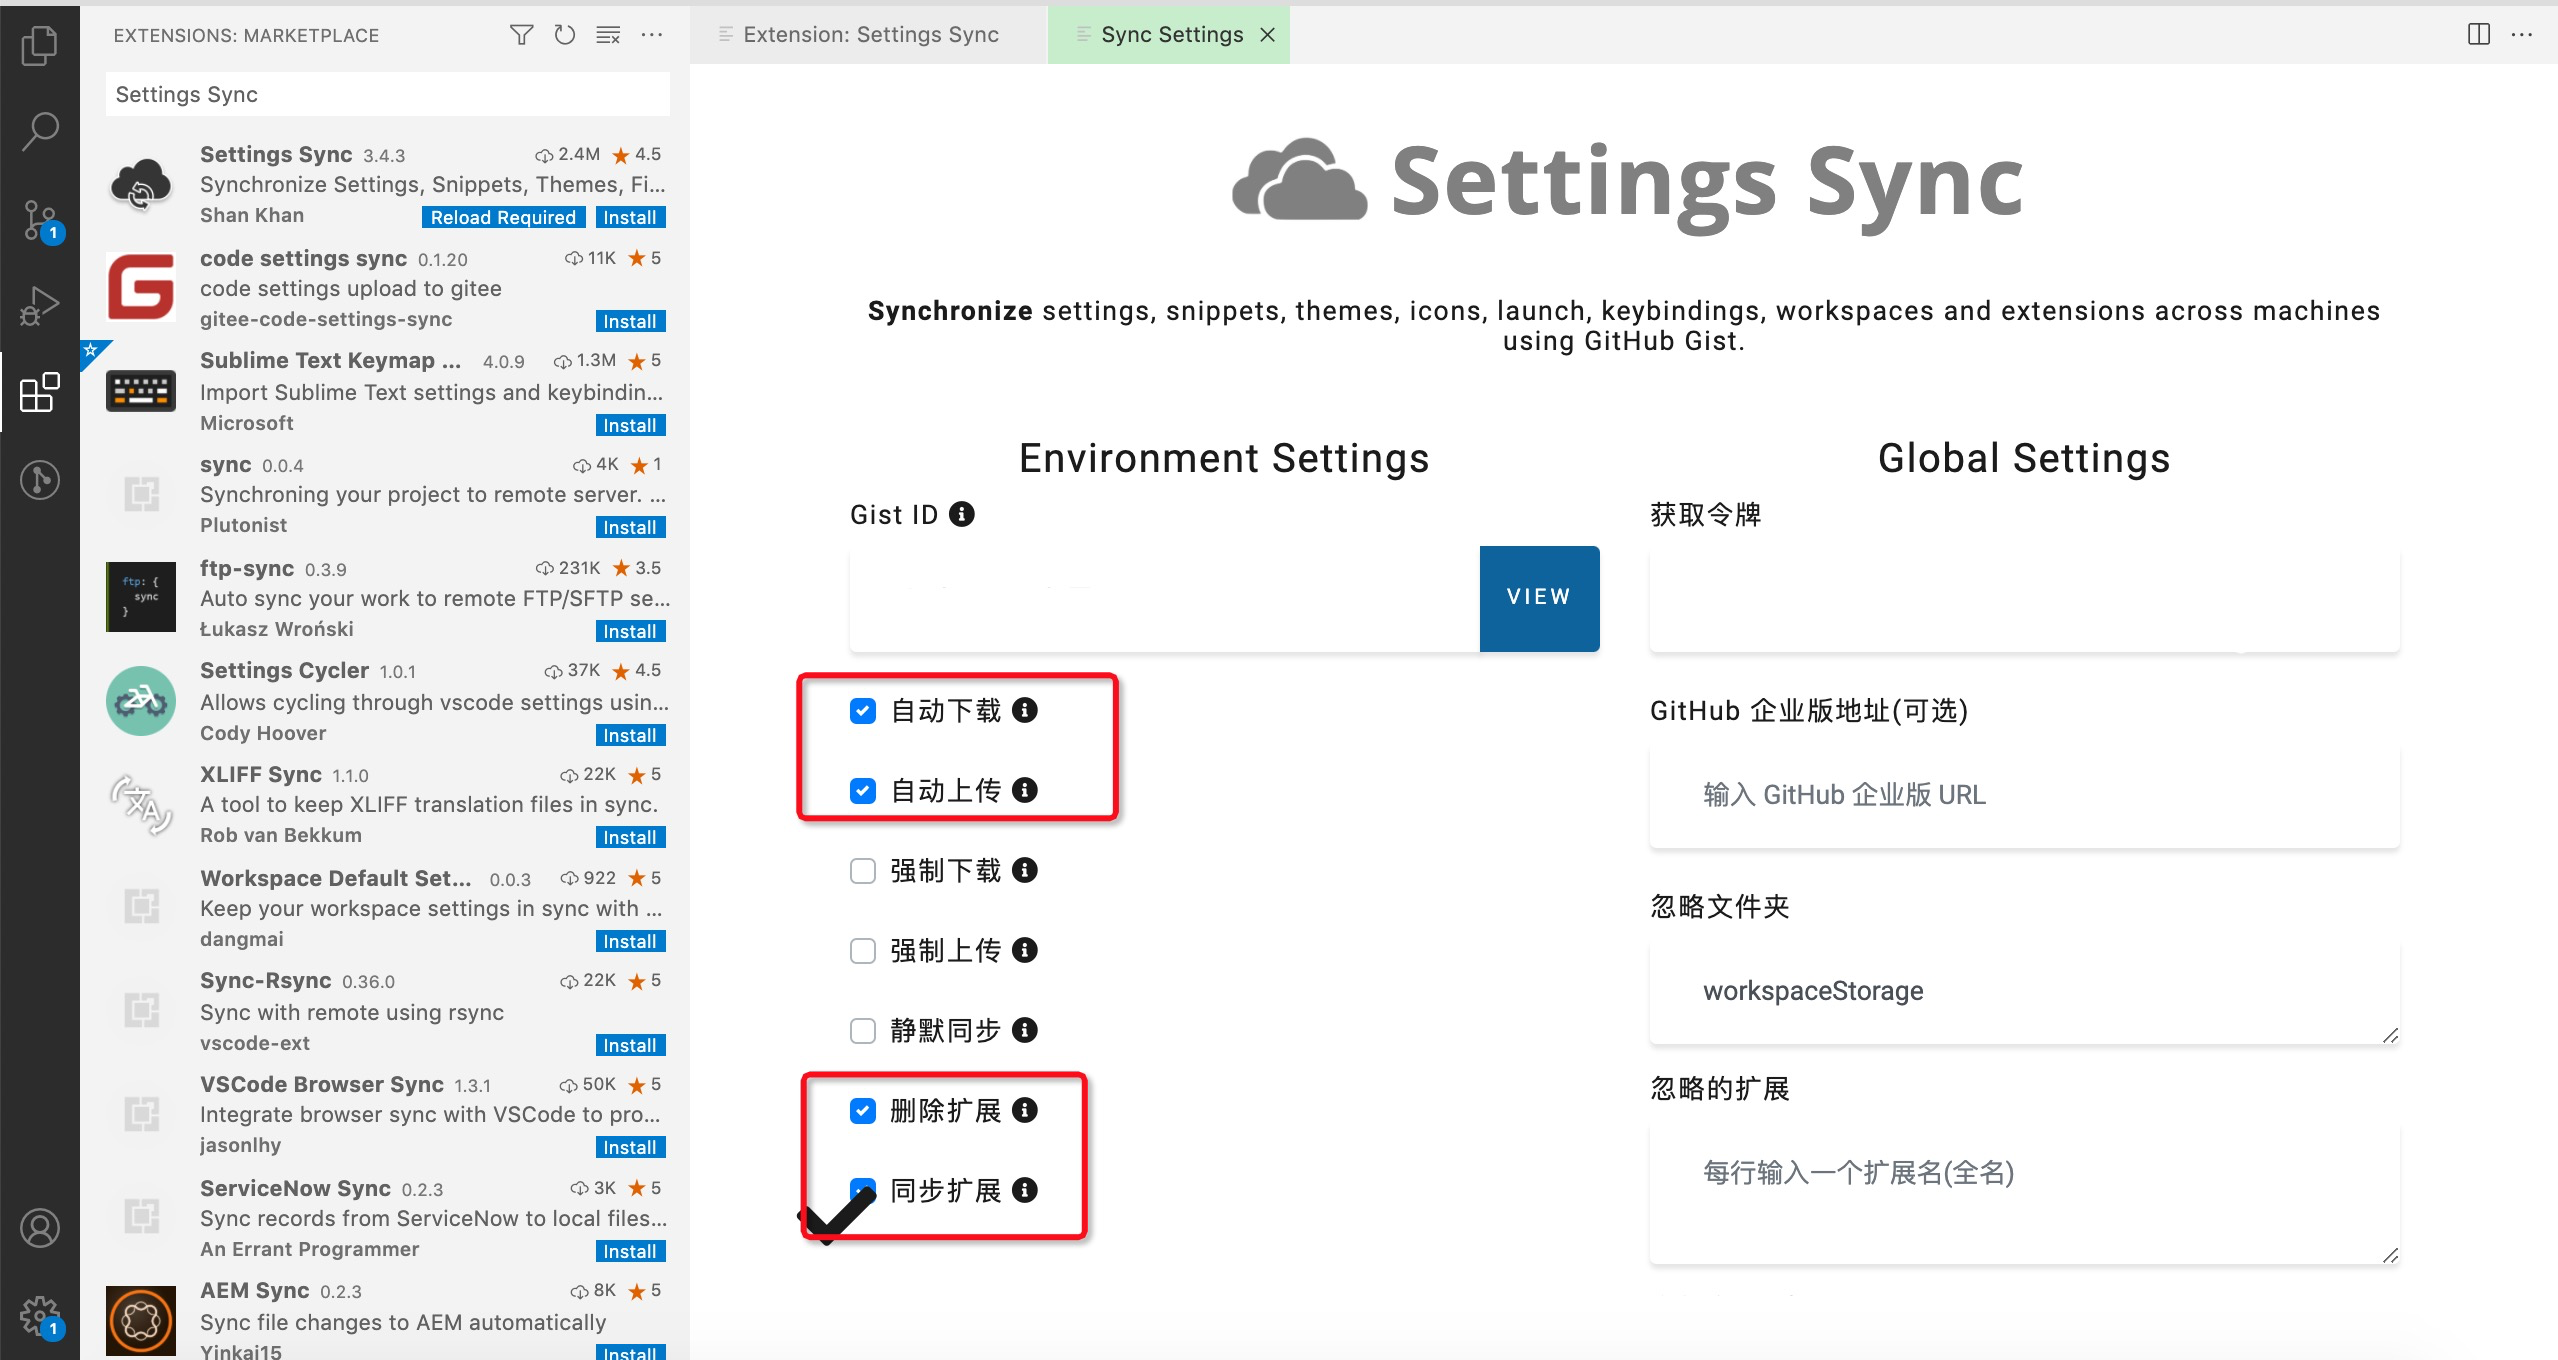 EXTENSIONS: MARKETPLACE
Settings Sync
Settings Sync 3.4.3 2.4M 4.5
Synchronize Settings, Snippets, Themes, Fi...
Shan Khan Reload Required Install
code settings sync 0.1.20 11K 5
code settings upload to gitee
gitee-code-settings-sync Install
Sublime Text Keymap ... 4.0.9 1.3M 5
Import Sublime Text settings and keybindin...
Microsoft Install
sync 0.0.4 4K 1
Synchroning your project to remote server. ...
Plutonist Install
ftp: {
sync
}
ftp-sync 0.3.9 231K 3.5
Auto sync your work to remote FTP/SFTP se...
Łukasz Wroński Install
Settings Cycler 1.0.1 37K 4.5
Allows cycling through vscode settings usin...
Cody Hoover Install
XLIFF Sync 1.1.0 22K 5
A tool to keep XLIFF translation files in sync.
Rob van Bekkum Install
Workspace Default Set... 0.0.3 922 5
Keep your workspace settings in sync with ...
dangmai Install
Sync-Rsync 0.36.0 22K 5
Sync with remote using rsync
vscode-ext Install
VSCode Browser Sync 1.3.1 50K 5
Integrate browser sync with VSCode to pro...
jasonlhy Install
ServiceNow Sync 0.2.3 3K 5
Sync records from ServiceNow to local files...
An Errant Programmer Install
AEM Sync 0.2.3 8K 5
Sync file changes to AEM automatically
Yinkai15 Install
1
1
Extension: Settings Sync
Sync Settings
Settings Sync
Synchronize settings, snippets, themes, icons, launch, keybindings, workspaces and extensions across machines
using GitHub Gist.
Environment Settings
Gist ID
VIEW
自动下载
自动上传
强制下载
强制上传
静默同步
删除扩展
同步扩展
Global Settings
获取令牌
GitHub 企业版地址(可选)
输入 GitHub 企业版 URL
忽略文件夹
workspaceStorage
忽略的扩展
每行输入一个扩展名(全名)